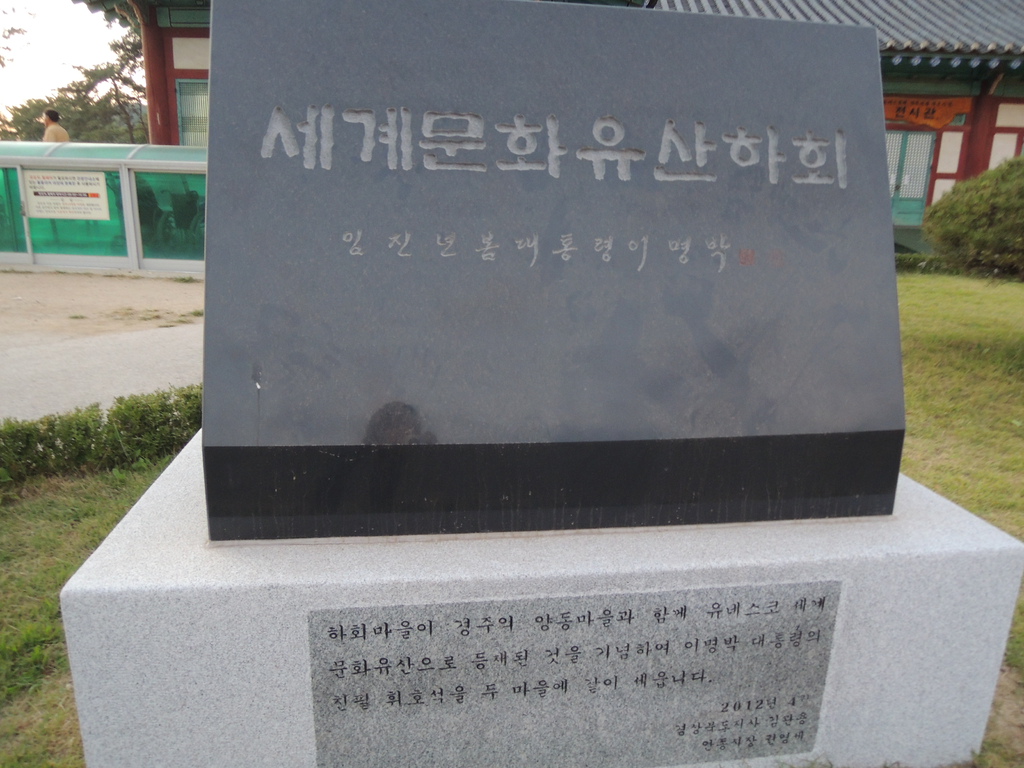 세계문화유산하회
임진년봄대통령이명박
전시관
하회마을이 경주의 양동마을과 함께 유네스코 세계
문화유산으로 등재된 것을 기념하여 이명박 대통령의
친필 휘호석을 두 마을에 같이 세웁니다.
2012년 4
경상북도지사 김관용
안동시장 권영세